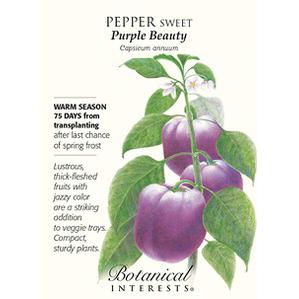 PEPPER SWEET
Purple Beauty
Capsicum annuum
WARM SEASON
75 DAYS from
transplanting
after last chance
of spring frost
Lustrous,
thick-fleshed
fruits with
jazzy color
are a striking
addition
to veggie trays.
Compact,
sturdy plants.
Botanical
INTERESTS®